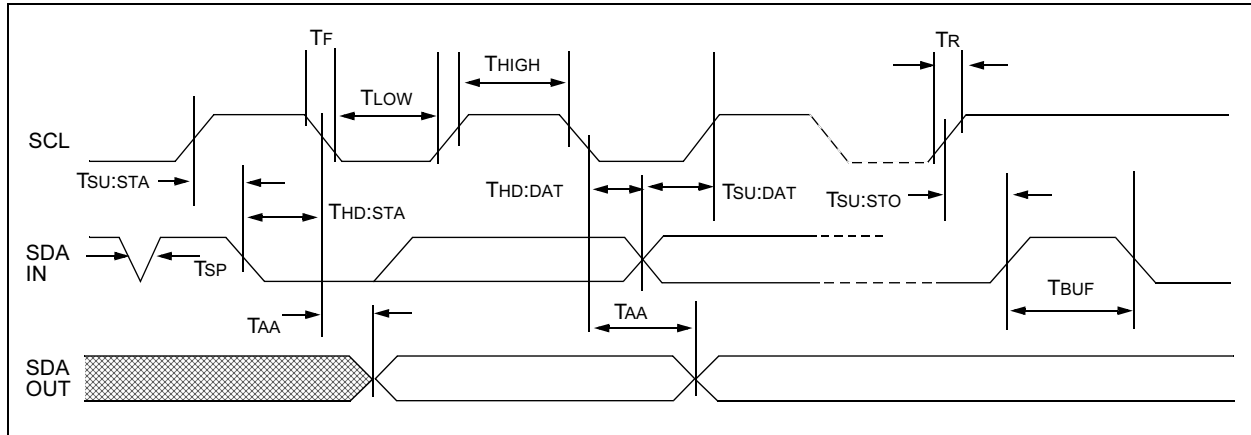 TF
TR
THIGH
TLOW
SCL
TSU:STA
THD:DAT
TSU:DAT
TSU:STO
THD:STA
SDA
IN
TSP
TBUF
TAA
TAA
SDA
OUT